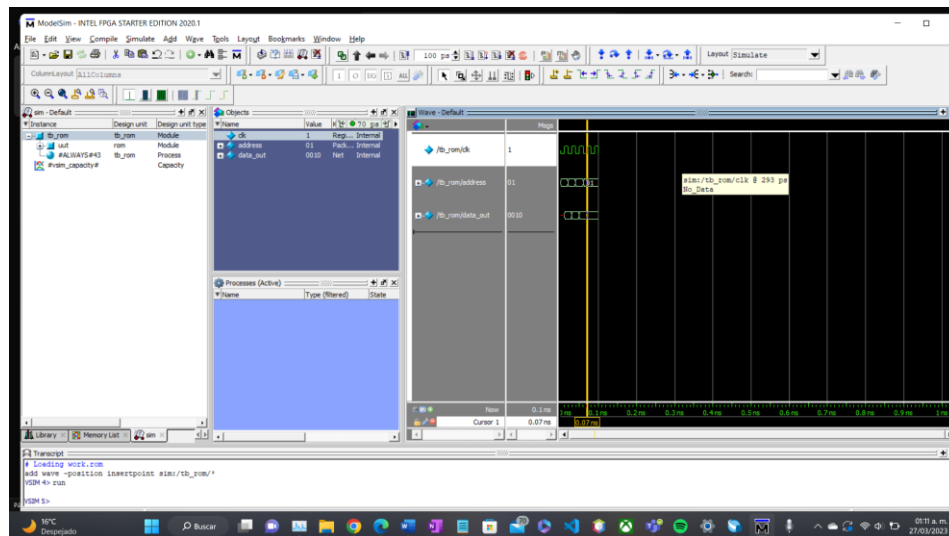 ModelSim - INTEL FPGA STARTER EDITION 2020.1
File Edit View Compile Simulate Add Wave Tools Layout Bookmarks Window Help
100 ps
Layout Simulate
ColumnLayout AllColumns
Search:
sim - Default
Instance Design unit Design unit type
tb_rom tb_rom Module
uut rom Module
#ALWAYS#43 tb_rom Process
#vsim_capacity# Capacity
Objects
Name Value 70 ps
clk 1 Regi... Internal
address 01 Pack... Internal
data_out 0010 Net Internal
Processes (Active)
Name Type (filtered) State
Wave - Default
Msgs
/tb_rom/clk 1
/tb_rom/address 01 01
/tb_rom/data_out 0010
sim:/tb_rom/clk @ 293 ps
No_Data
Now 0.1 ns
0.1 ns 0.2 ns 0.3 ns 0.4 ns 0.5 ns 0.6 ns 0.7 ns 0.8 ns 0.9 ns
Cursor 1 0.07 ns 0.07 ns
Library Memory List sim
Transcript
# Loading work.rom
add wave -position insertpoint sim:/tb_rom/*
VSIM 4> run
VSIM 5>
16°C
Despejado
Buscar
01:11 a. m.
27/03/2023